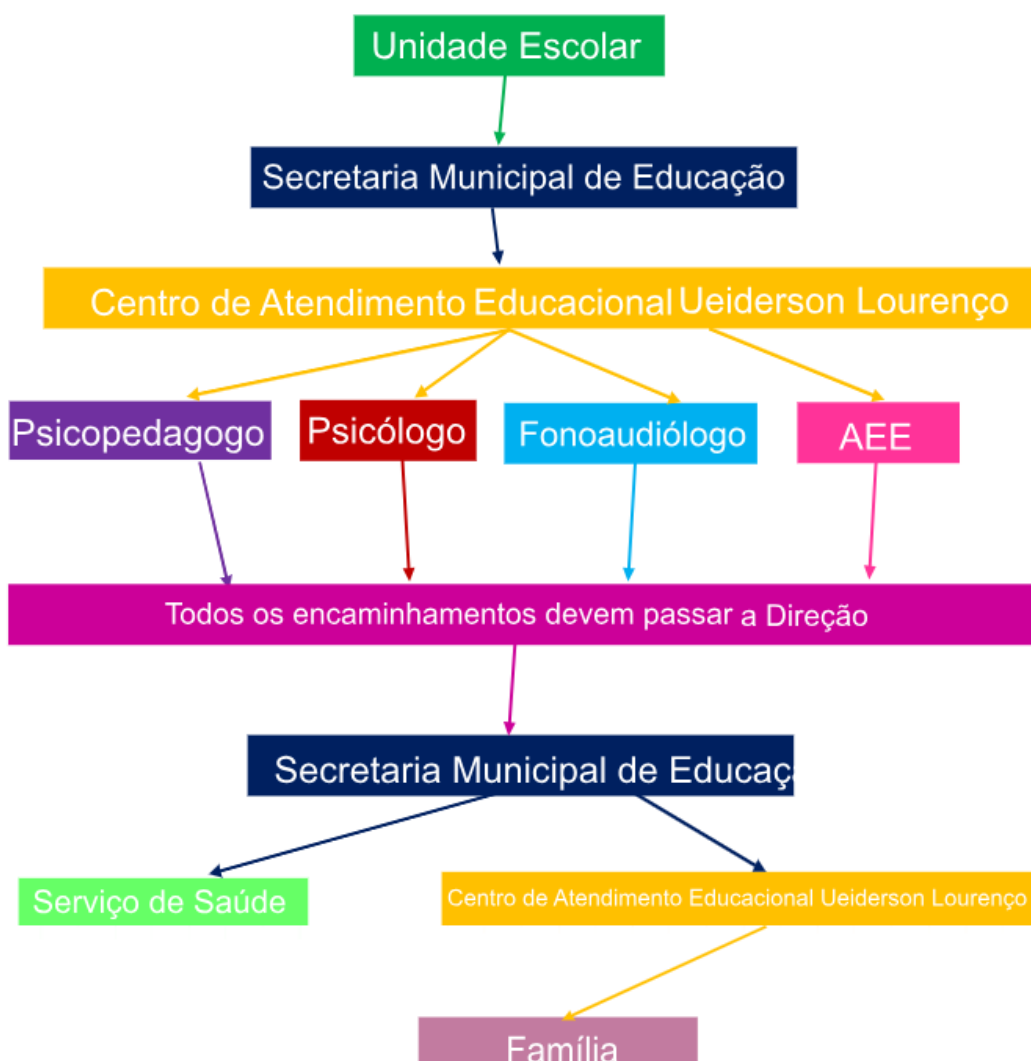 Unidade Escolar
Secretaria Municipal de Educação
Centro de Atendimento Educacional Ueiderson Lourenço
Psicopedagogo
Psicólogo
Fonoaudiólogo
AEE
Todos os encaminhamentos devem passar a Direção
Secretaria Municipal de Educaç
Serviço de Saúde
Centro de Atendimento Educacional Ueiderson Lourenço
Família